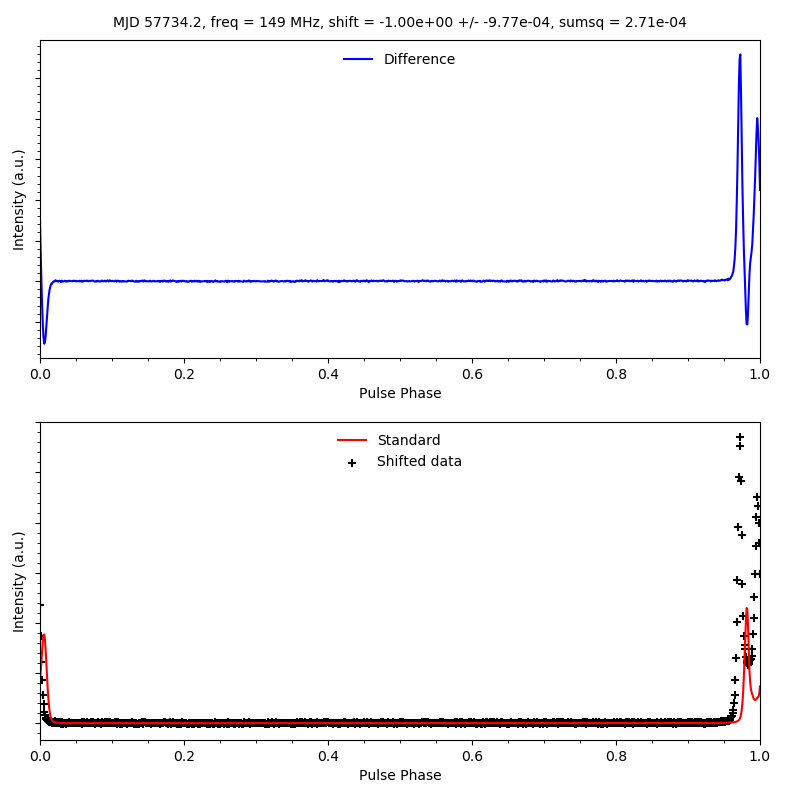 MJD 57734.2, freq = 149 MHz, shift = -1.00e+00 +/- -9.77e-04, sumsq = 2.71e-04
Difference
Intensity (a.u.)
0.0 0.2 0.4 0.6 0.8 1.0
Pulse Phase
Standard
Shifted data
Intensity (a.u.)
0.0 0.2 0.4 0.6 0.8 1.0
Pulse Phase